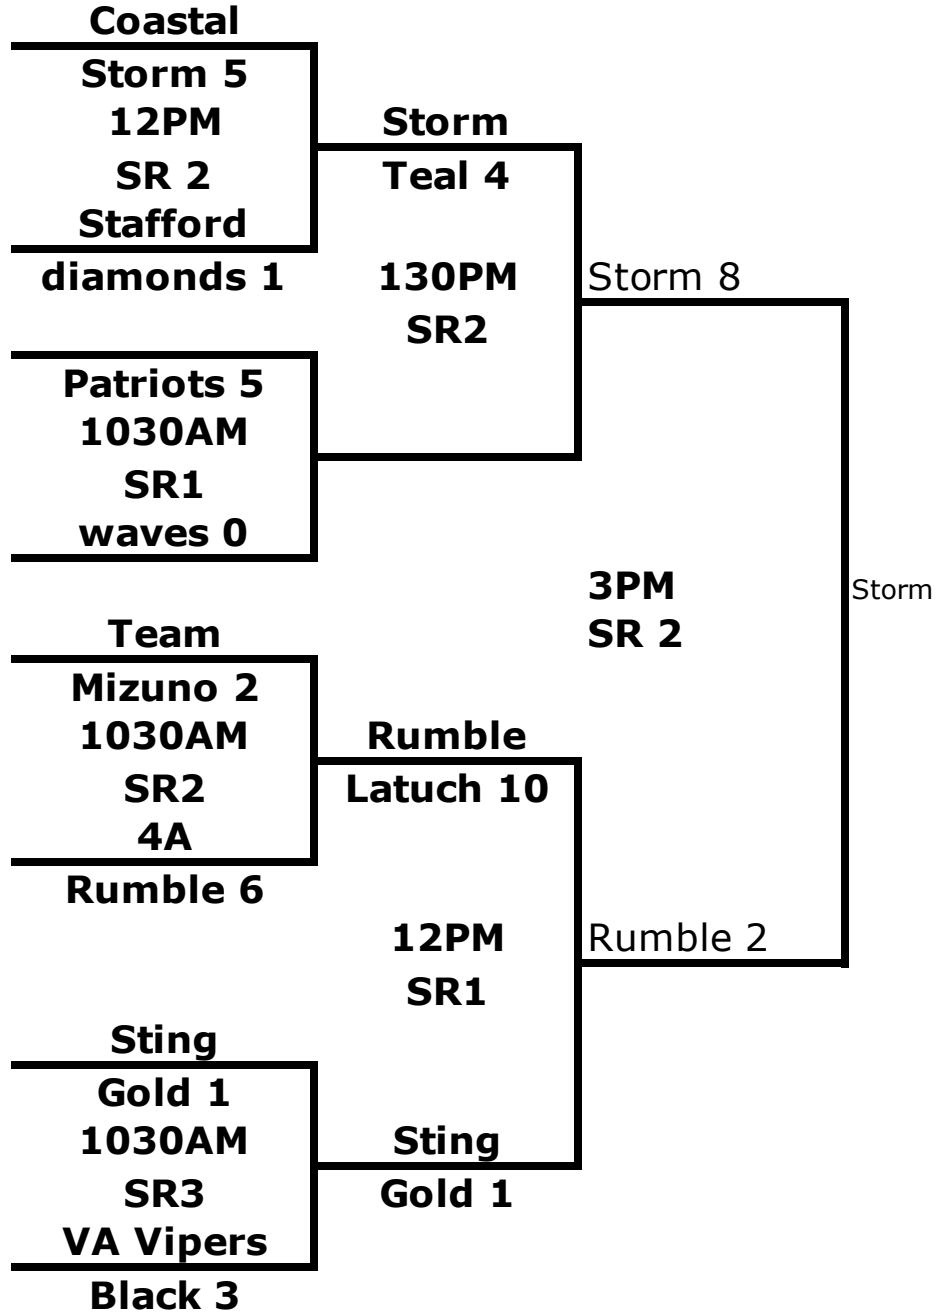 Coastal
Storm 5
12PM
SR 2
Stafford
diamonds 1
Patriots 5
1030AM
SR1
waves 0
Team
Mizuno 2
1030AM
SR2
4A
Rumble 6
Sting
Gold 1
1030AM
SR3
VA Vipers
Black 3
Storm
Teal 4
130PM
SR2
Rumble
Latuch 10
12PM
SR1
Sting
Gold 1
Storm 8
3PM
SR 2
Rumble 2
Storm